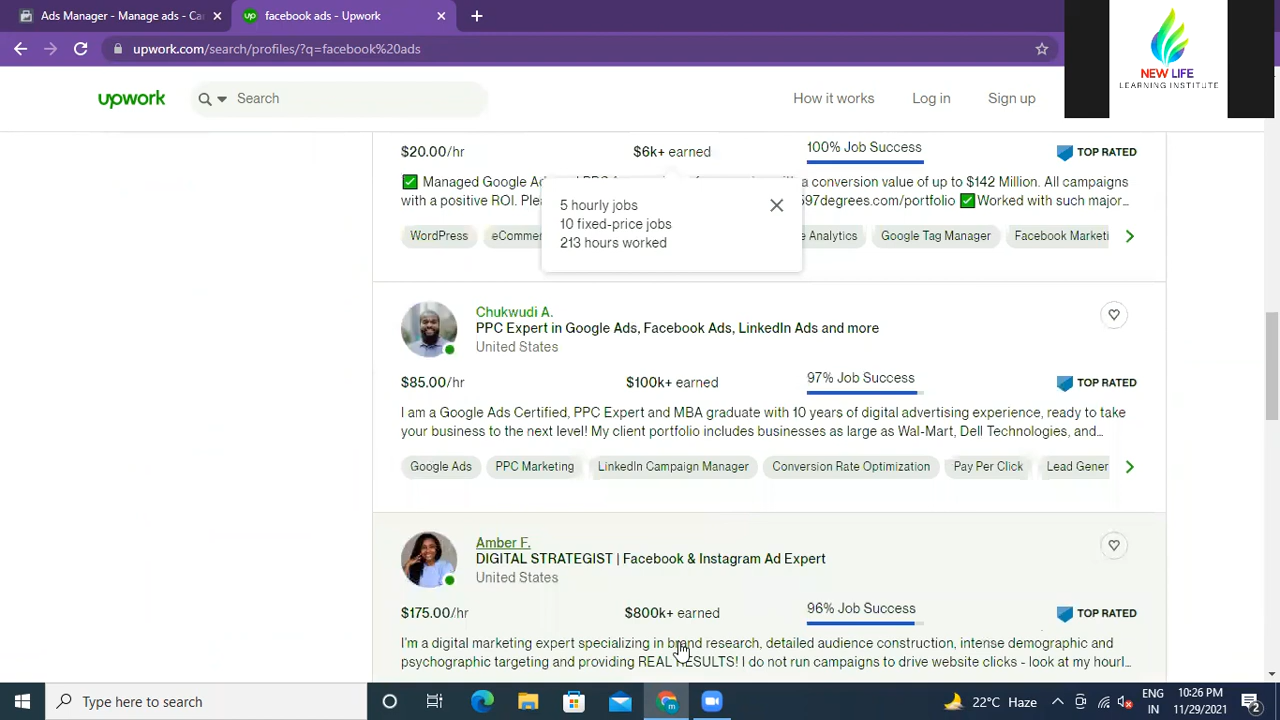 Ads Manager - Manage ads - Ca
facebook ads - Upwork
upwork.com/search/profiles/?q=facebook%20ads
NEW LIFE
LEARNING INSTITUTE
upwork
Search
How it works
Log in
Sign up
$20.00/hr
$6k+ earned
100% Job Success
TOP RATED
Managed Google Ad
a conversion value of up to $142 Million. All campaigns
with a positive ROI. Ple
597degrees.com/portfolio ✅Worked with such major...
5 hourly jobs
10 fixed-price jobs
213 hours worked
WordPress
eComme
e Analytics
Google Tag Manager
Facebook Marketi
Chukwudi A.
PPC Expert in Google Ads, Facebook Ads, LinkedIn Ads and more
United States
$85.00/hr
$100k+ earned
97% Job Success
TOP RATED
I am a Google Ads Certified, PPC Expert and MBA graduate with 10 years of digital advertising experience, ready to take
your business to the next level! My client portfolio includes businesses as large as Wal-Mart, Dell Technologies, and...
Google Ads
PPC Marketing
LinkedIn Campaign Manager
Conversion Rate Optimization
Pay Per Click
Lead Gener
Amber F.
DIGITAL STRATEGIST | Facebook & Instagram Ad Expert
United States
$175.00/hr
$800k+ earned
96% Job Success
TOP RATED
I'm a digital marketing expert specializing in brand research, detailed audience construction, intense demographic and
psychographic targeting and providing REAL RESULTS! I do not run campaigns to drive website clicks - look at my hourl...
Type here to search
22°C Haze
ENG
IN
10:26 PM
11/29/2021
2